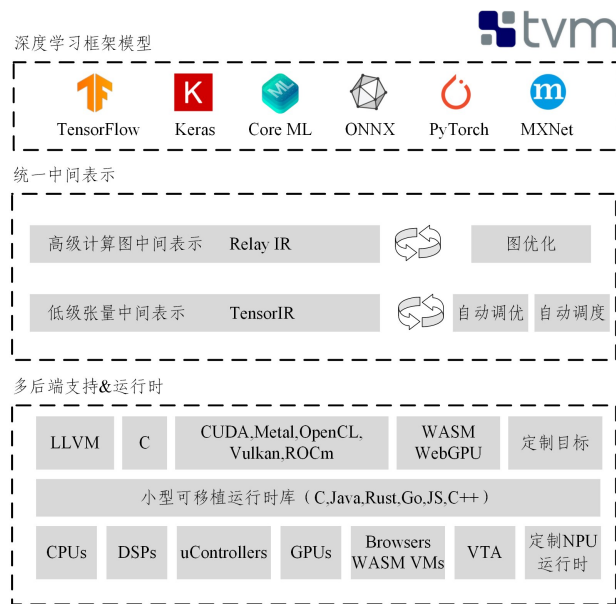 tvm
深度学习框架模型
K
ML
m
TensorFlow Keras Core ML ONNX PyTorch MXNet
统一中间表示
高级计算图中间表示 Relay IR 图优化
低级张量中间表示 TensorIR 自动调优 自动调度
多后端支持&运行时
LLVM C CUDA,Metal,OpenCL, WASM 定制目标
Vulkan,ROCm WebGPU
小型可移植运行时库（C,Java,Rust,Go,JS,C++）
CPUs DSPs uControllers GPUs Browsers VTA 定制NPU
WASM VMs 运行时